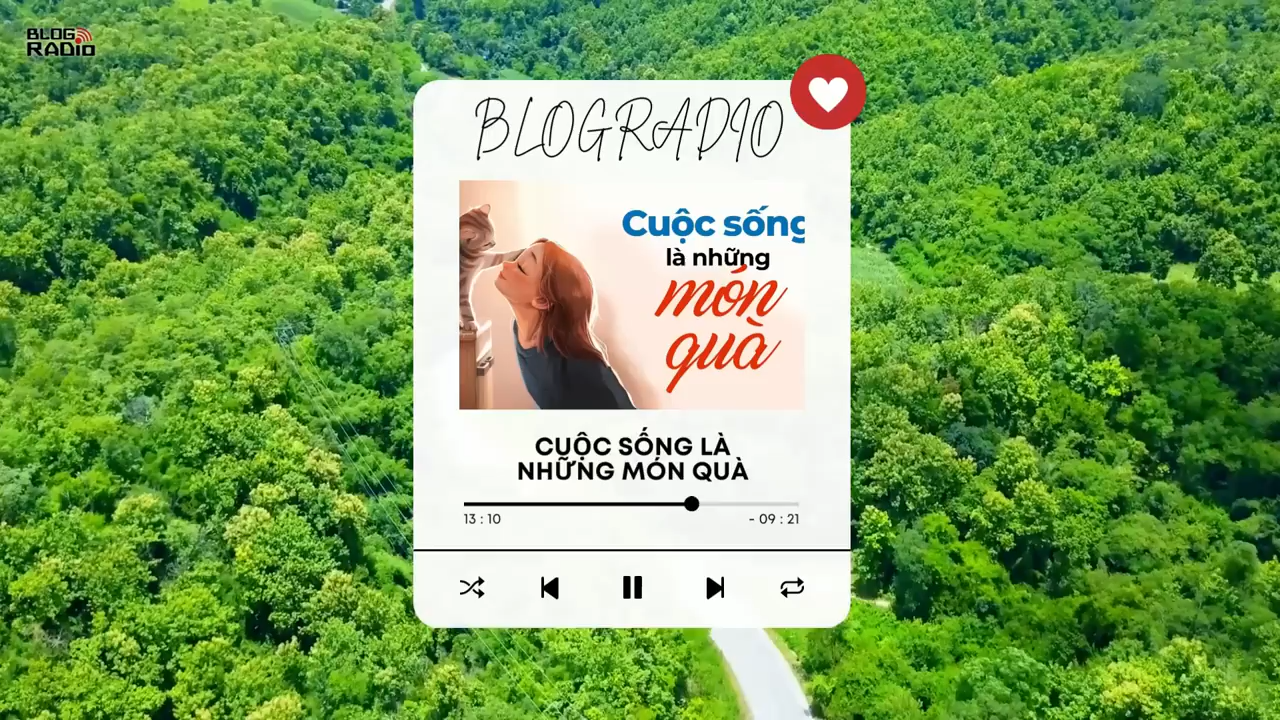 BLOG
RADIO
BLOGRADIO
Cuộc sống
là những
món
quà
CUỘC SỐNG LÀ
NHỮNG MÓN QUÀ
13 : 10
- 09 : 21